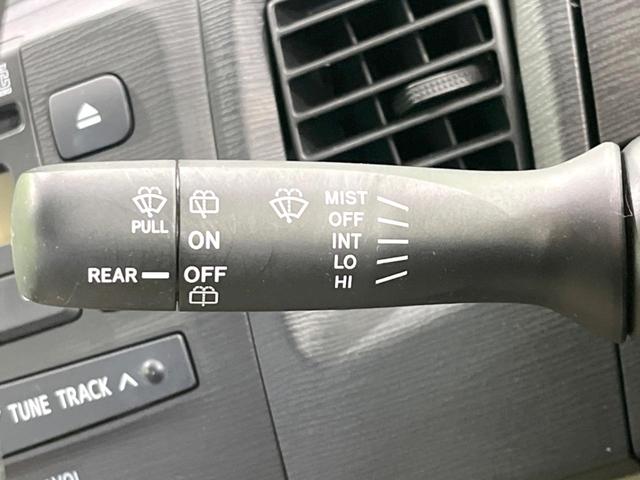 MIST
OFF
INT
LO
HI
PULL
ON
REAR OFF
TUNE TRACK